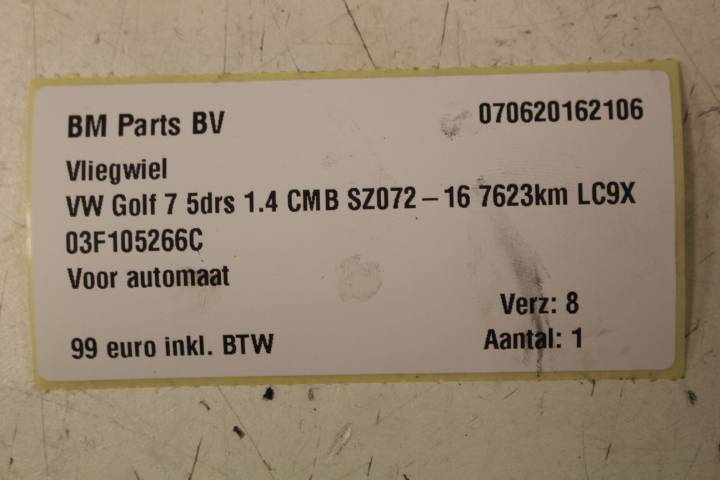 BM Parts BV 070620162106
Vliegwiel
VW Golf 7 5drs 1.4 CMB SZ072-16 7623km LC9X
03F105266C
Voor automaat
Verz: 8
99 euro inkl. BTW Aantal: 1